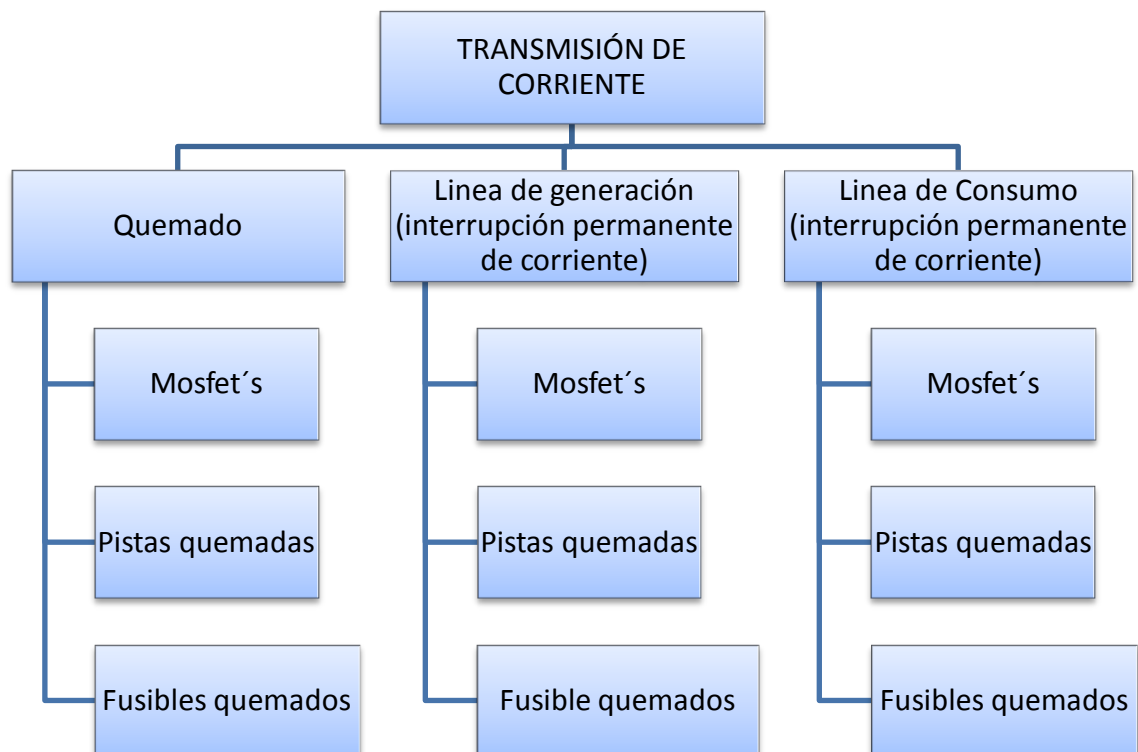 TRANSMISIÓN DE
CORRIENTE
Quemado
Mosfet´s
Pistas quemadas
Fusibles quemados
Linea de generación
(interrupción permanente
de corriente)
Mosfet´s
Pistas quemadas
Fusible quemados
Linea de Consumo
(interrupción permanente
de corriente)
Mosfet´s
Pistas quemadas
Fusibles quemados